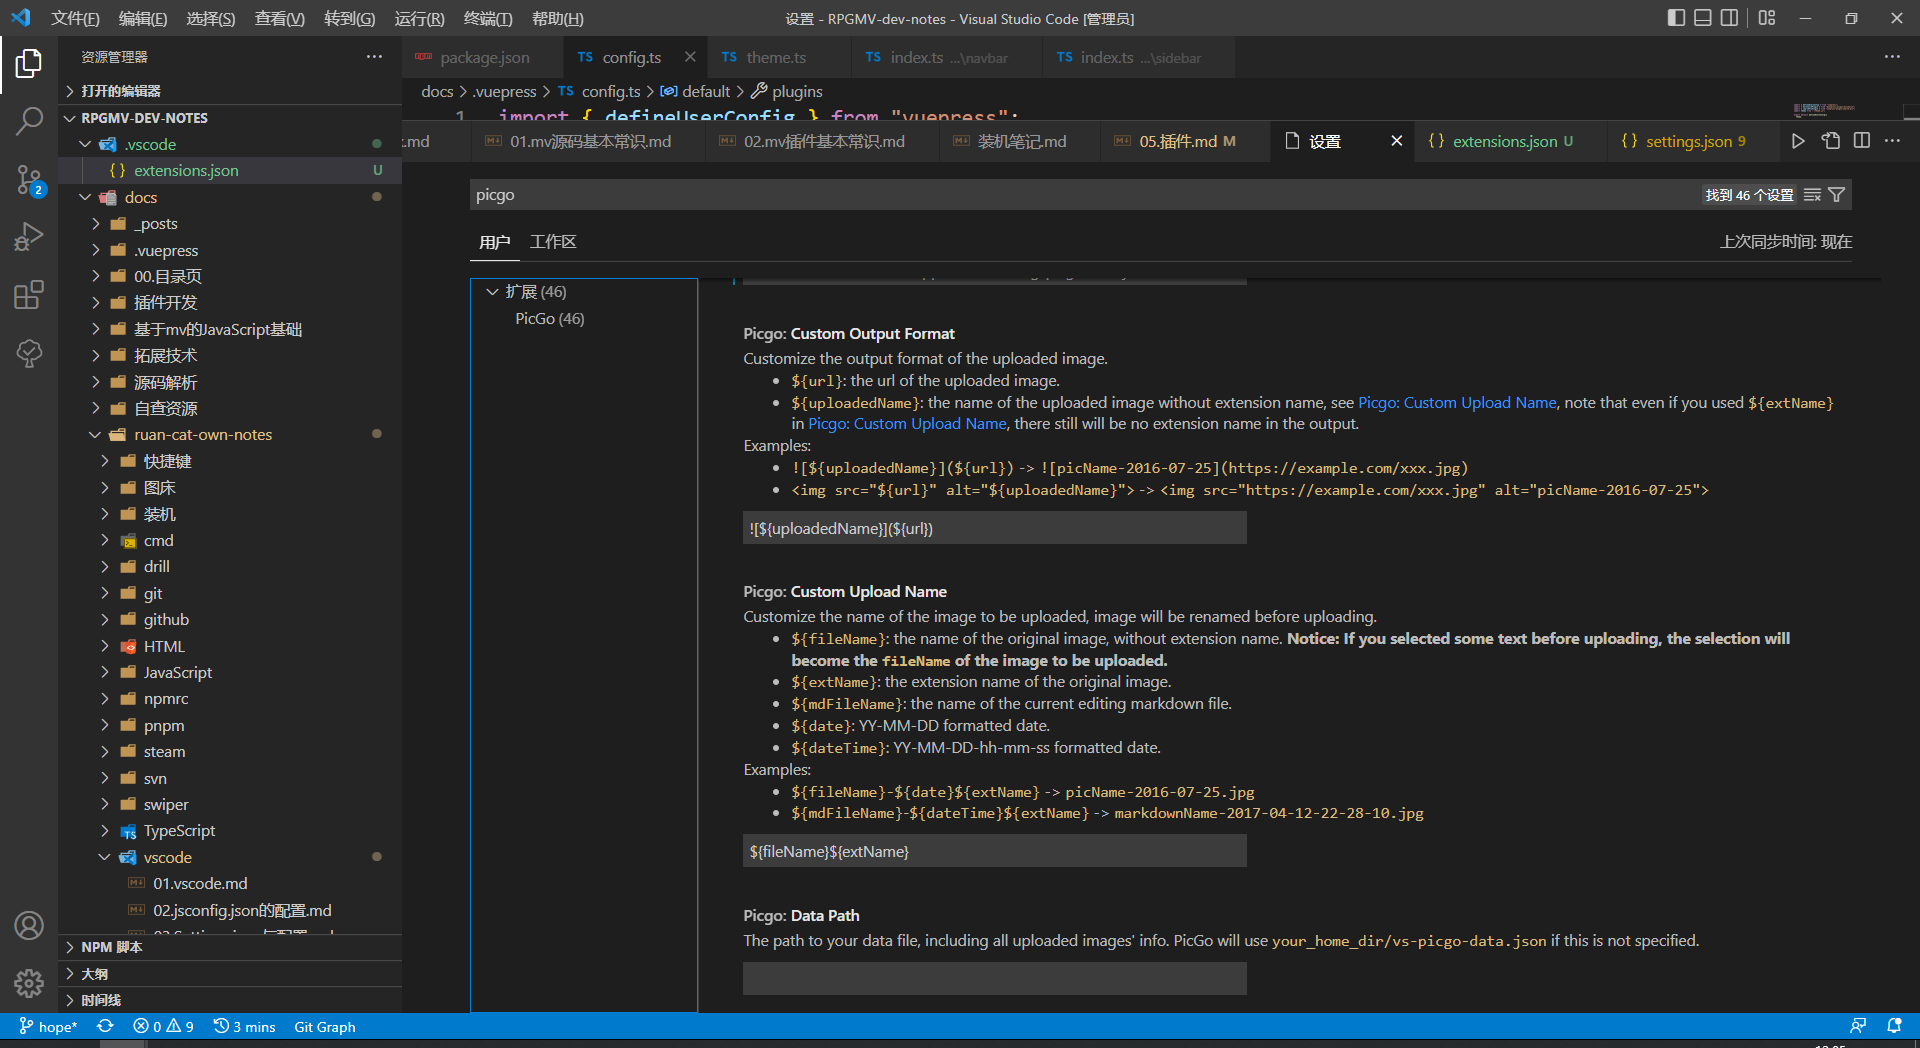 文件(F) 编辑(E) 选择(S) 查看(V) 转到(G) 运行(R) 终端(T) 帮助(H) 设置 - RPGMV-dev-notes - Visual Studio Code [管理员]
资源管理器
打开的编辑器
RPGMV-DEV-NOTES
.vscode
{} extensions.json U
docs
_posts
.vuepress
00.目录页
插件开发
基于mv的JavaScript基础
拓展技术
源码解析
自查资源
ruan-cat-own-notes
快捷键
图床
装机
cmd
drill
git
github
HTML
JavaScript
npmrc
pnpm
steam
svn
swiper
TypeScript
vscode
01.vscode.md
02.jsconfig.json的配置.md
NPM 脚本
大纲
时间线
package.json TS config.ts TS theme.ts TS index.ts ...\navbar TS index.ts ...\sidebar
docs > .vuepress > TS config.ts > default > plugins
1 import { defineUserConfig } from "vuepress";
.md 01.mv源码基本常识.md 02.mv插件基本常识.md 装机笔记.md 05.插件.md M 设置 {} extensions.json U {} settings.json 9
picgo 找到 46 个设置
用户 工作区 上次同步时间: 现在
扩展 (46)
PicGo (46)
Picgo: Custom Output Format
Customize the output format of the uploaded image.
• ${url}: the url of the uploaded image.
• ${uploadedName}: the name of the uploaded image without extension name, see Picgo: Custom Upload Name, note that even if you used ${extName}
in Picgo: Custom Upload Name, there still will be no extension name in the output.
Examples:
• ![${uploadedName}](${url}) -> ![picName-2016-07-25](https://example.com/xxx.jpg)
• <img src="${url}" alt="${uploadedName}"> -> <img src="https://example.com/xxx.jpg" alt="picName-2016-07-25">
![${uploadedName}](${url})
Picgo: Custom Upload Name
Customize the name of the image to be uploaded, image will be renamed before uploading.
• ${fileName}: the name of the original image, without extension name. Notice: If you selected some text before uploading, the selection will
become the fileName of the image to be uploaded.
• ${extName}: the extension name of the original image.
• ${mdFileName}: the name of the current editing markdown file.
• ${date}: YY-MM-DD formatted date.
• ${dateTime}: YY-MM-DD-hh-mm-ss formatted date.
Examples:
• ${fileName}-${date}${extName} -> picName-2016-07-25.jpg
• ${mdFileName}-${dateTime}${extName} -> markdownName-2017-04-12-22-28-10.jpg
${fileName}${extName}
Picgo: Data Path
The path to your data file, including all uploaded images' info. PicGo will use your_home_dir/vs-picgo-data.json if this is not specified.
2
hope* 0 9 3 mins Git Graph